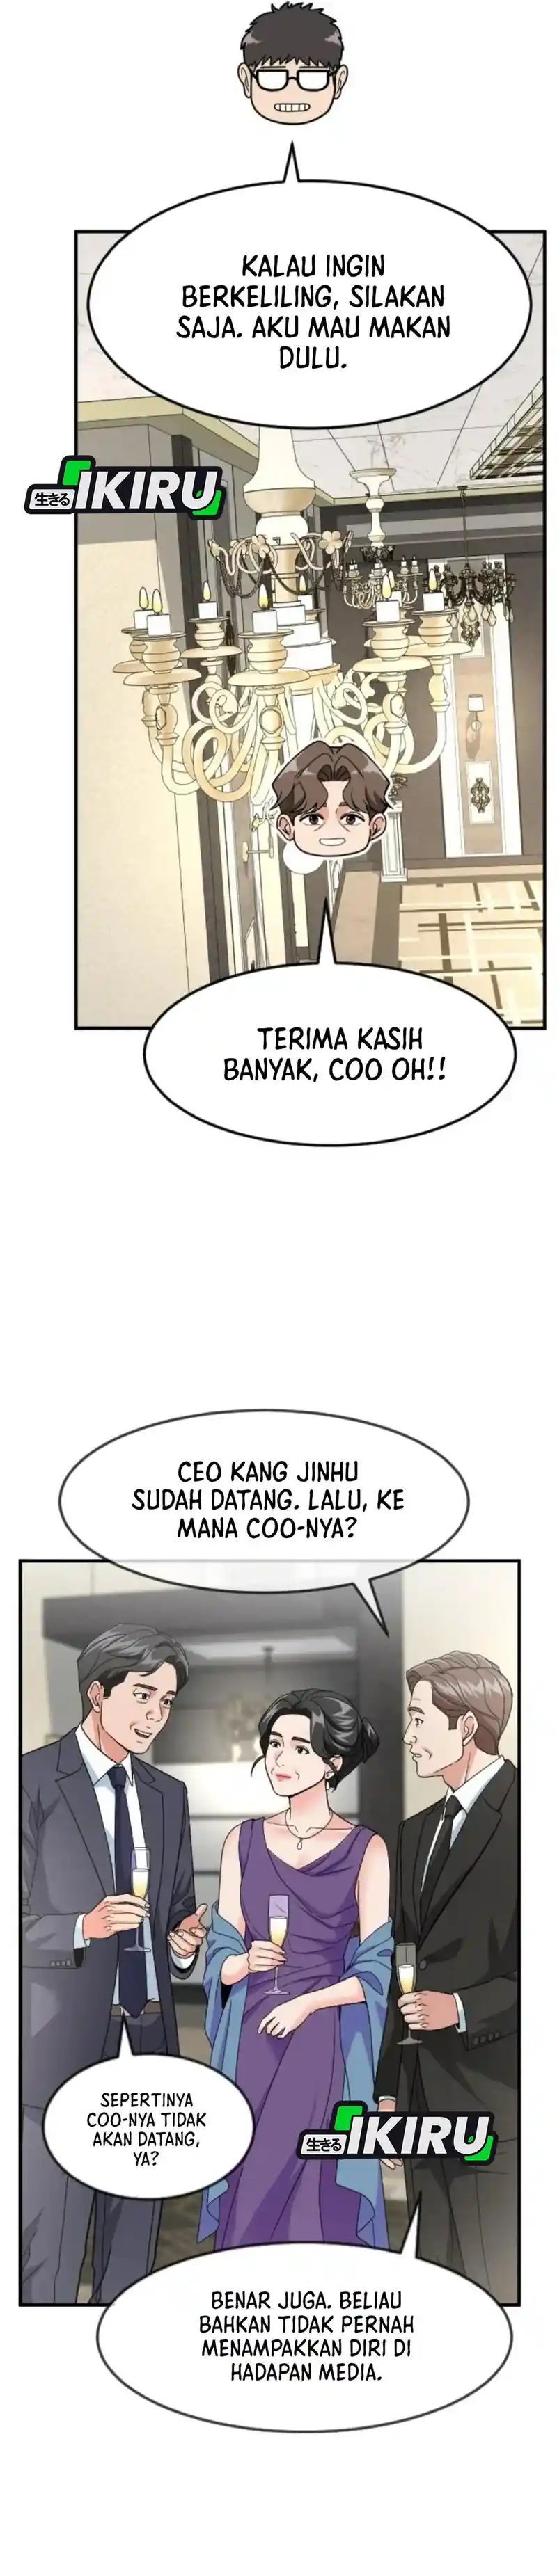 KALAU INGIN
BERKELILING, SILAKAN
SAJA. AKU MAU MAKAN
DULU.
生きる IKIRU
TERIMA KASIH
BANYAK, COO OH!!
CEO KANG JINHU
SUDAH DATANG. LALU, KE
MANA COO-NYA?
SEPERTINYA
COO-NYA TIDAK
AKAN DATANG,
YA?
生きる IKIRU
BENAR JUGA. BELIAU
BAHKAN TIDAK PERNAH
MENAMPAKKAN DIRI DI
HADAPAN MEDIA.